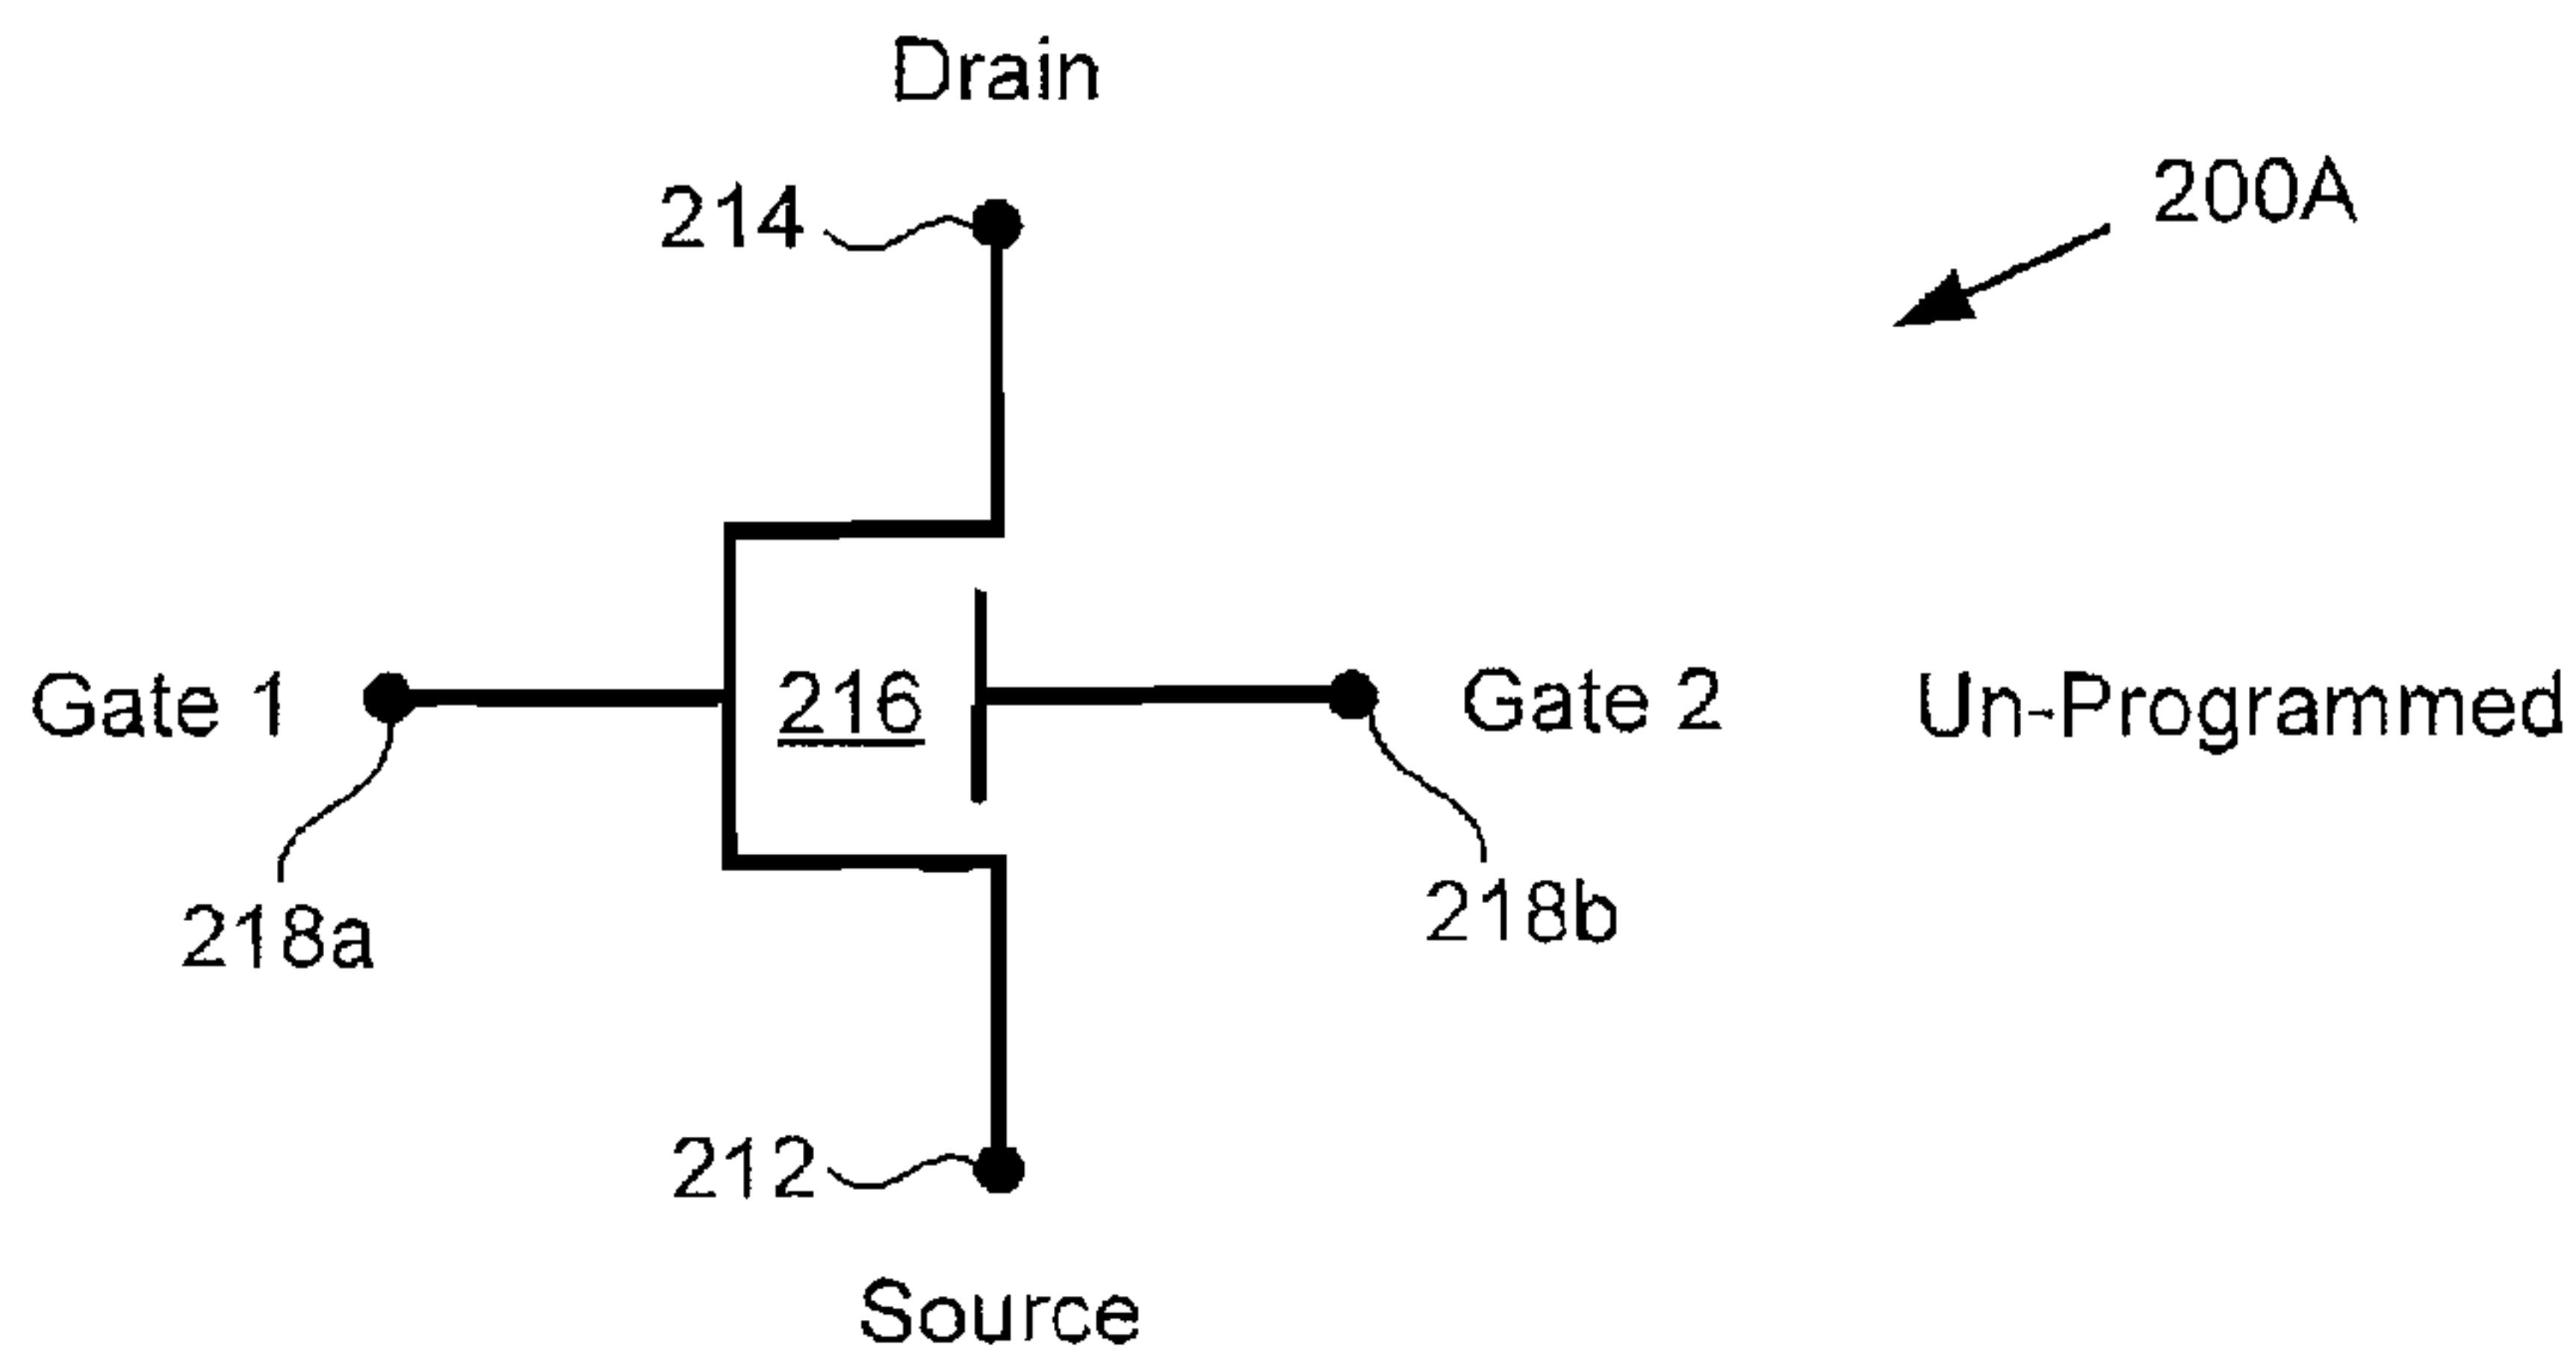 Drain
214
200A
Gate 1
216
Gate 2
Un-Programmed
218a
218b
212
Source